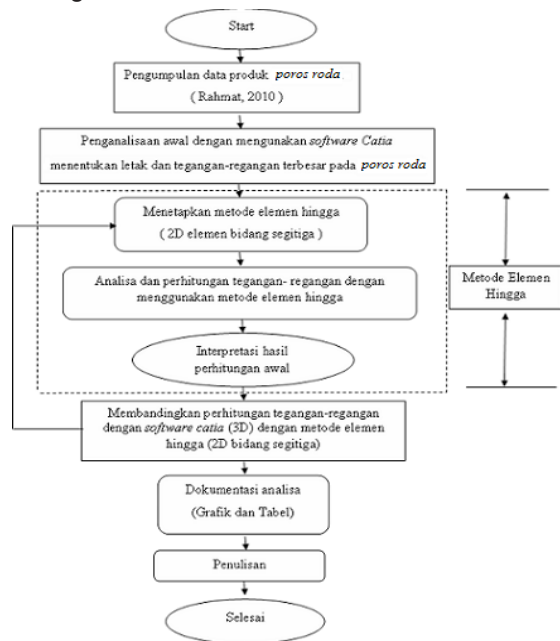 Start
Pengumpulan data produk poros roda
( Rahmat, 2010 )
Penganalisaan awal dengan mengunakan software Catia
menentukan letak dan tegangan-regangan terbesar pada poros roda
Menetapkan metode elemen hingga
( 2D elemen bidang segitiga )
Analisa dan perhitungan tegangan- regangan dengan
menggunakan metode elemen hingga
Metode Elemen
Hingga
Interpretasi hasil
perhitungan awal
Membandingkan perhitungan tegangan-regangan
dengan software catia (3D) dengan metode elemen
hingga (2D bidang segitiga)
Dokumentasi analisa
(Grafik dan Tabel)
Penulisan
Selesai